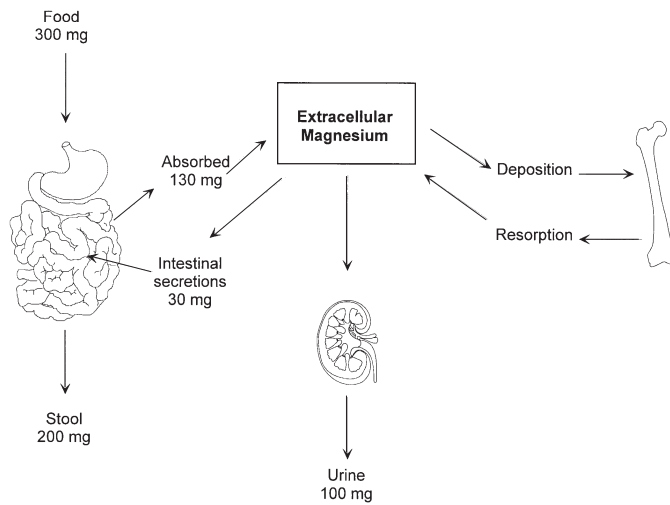 Food
300 mg
Extracellular
Magnesium
Absorbed
130 mg
Deposition
Resorption
Intestinal
secretions
30 mg
Stool
200 mg
Urine
100 mg